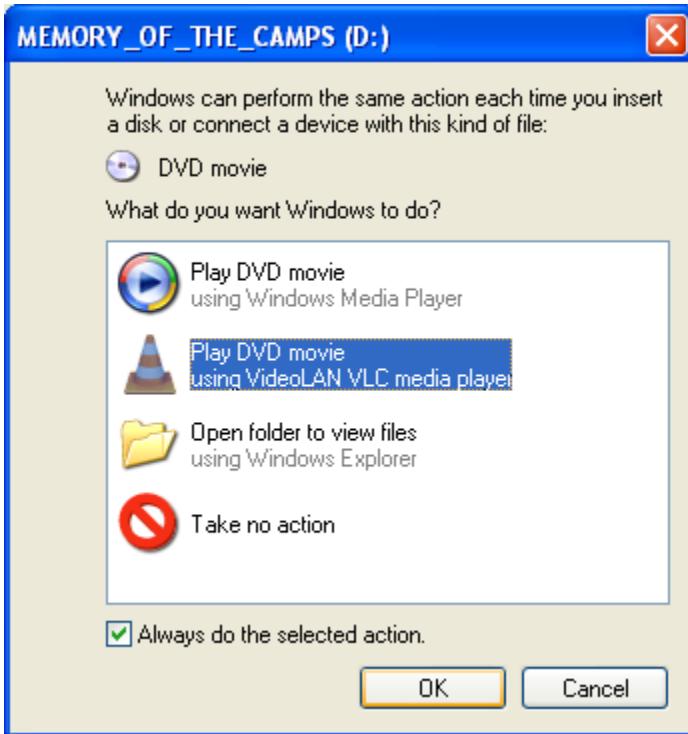 MEMORY_OF_THE_CAMPS (D:)
Windows can perform the same action each time you insert
a disk or connect a device with this kind of file:
DVD movie
What do you want Windows to do?
Play DVD movie
using Windows Media Player
Play DVD movie
using VideoLAN VLC media player
Open folder to view files
using Windows Explorer
Take no action
Always do the selected action.
OK
Cancel